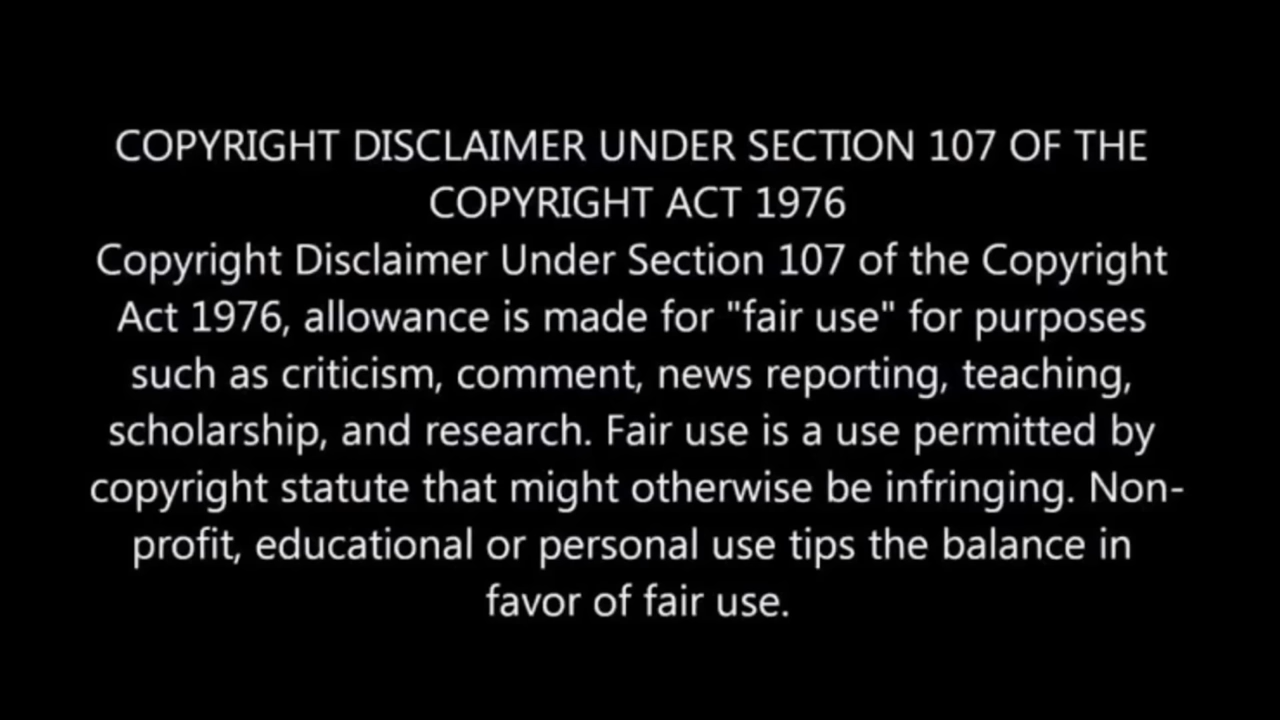 COPYRIGHT DISCLAIMER UNDER SECTION 107 OF THE
COPYRIGHT ACT 1976
Copyright Disclaimer Under Section 107 of the Copyright
Act 1976, allowance is made for "fair use" for purposes
such as criticism, comment, news reporting, teaching,
scholarship, and research. Fair use is a use permitted by
copyright statute that might otherwise be infringing. Non-
profit, educational or personal use tips the balance in
favor of fair use.